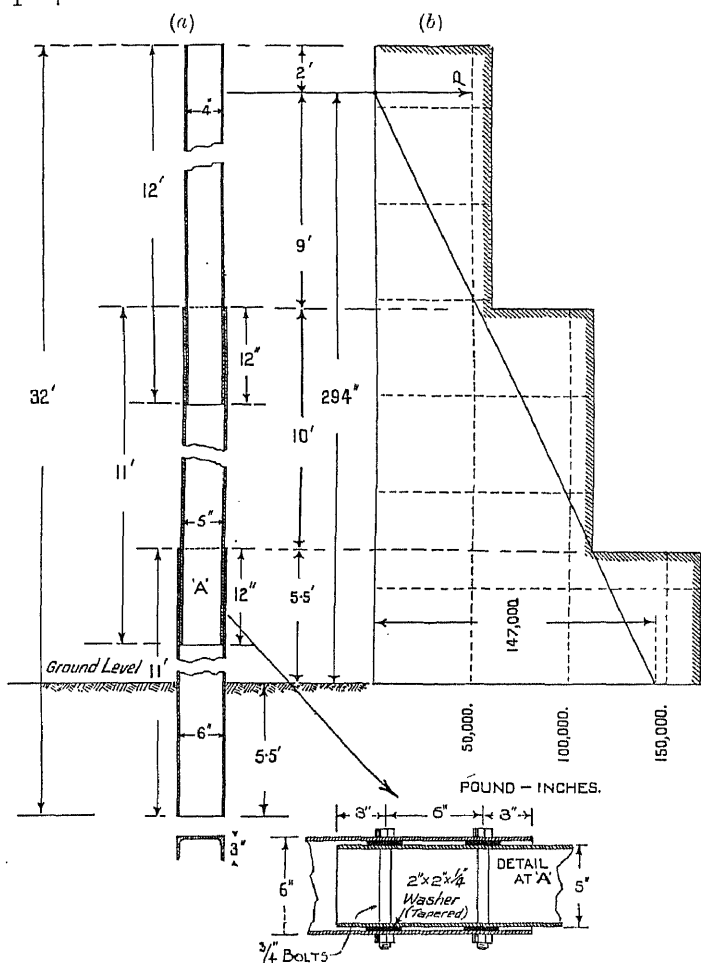 (a)
(b)
2'
P
4"
12'
9'
12"
32'
294"
10'
11'
5"
'A'
12"
5·5'
147,000.
Ground Level
11'
6"
5·5'
50,000.
100,000.
150,000.
POUND – INCHES.
3"
3" 6" 3"
6"
DETAIL
AT 'A'
5"
2" x 2" x 1/4"
Washer
(Tapered)
3/4" BOLTS